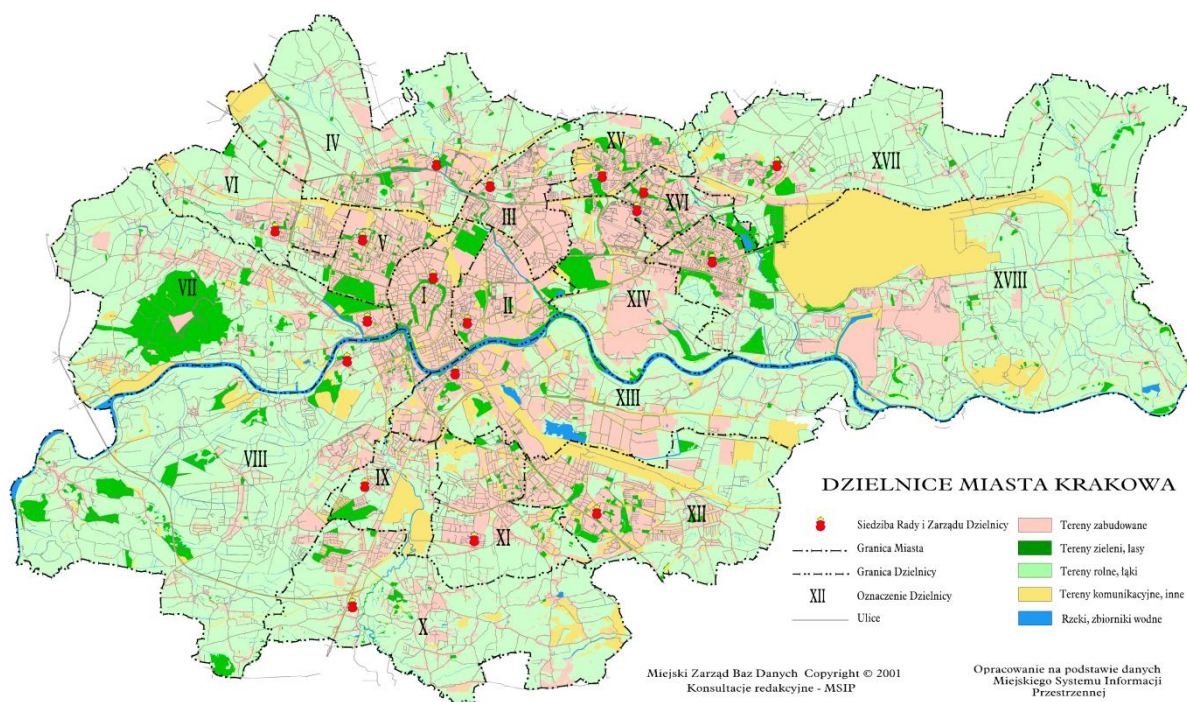 IV
XV
XVII
VI
III
XVI
V
VII
I
II
XIV
XVIII
XIII
VIII
IX
XI
XII
X
DZIELNICE MIASTA KRAKOWA
Siedziba Rady i Zarządu Dzielnicy
Granica Miasta
Granica Dzielnicy
XII Oznaczenie Dzielnicy
Ulice
Tereny zabudowane
Tereny zieleni, lasy
Tereny rolne, łąki
Tereny komunikacyjne, inne
Rzeki, zbiorniki wodne
Miejski Zarząd Baz Danych Copyright © 2001
Konsultacje redakcyjne - MSIP
Opracowanie na podstawie danych
Miejskiego Systemu Informacji
Przestrzennej